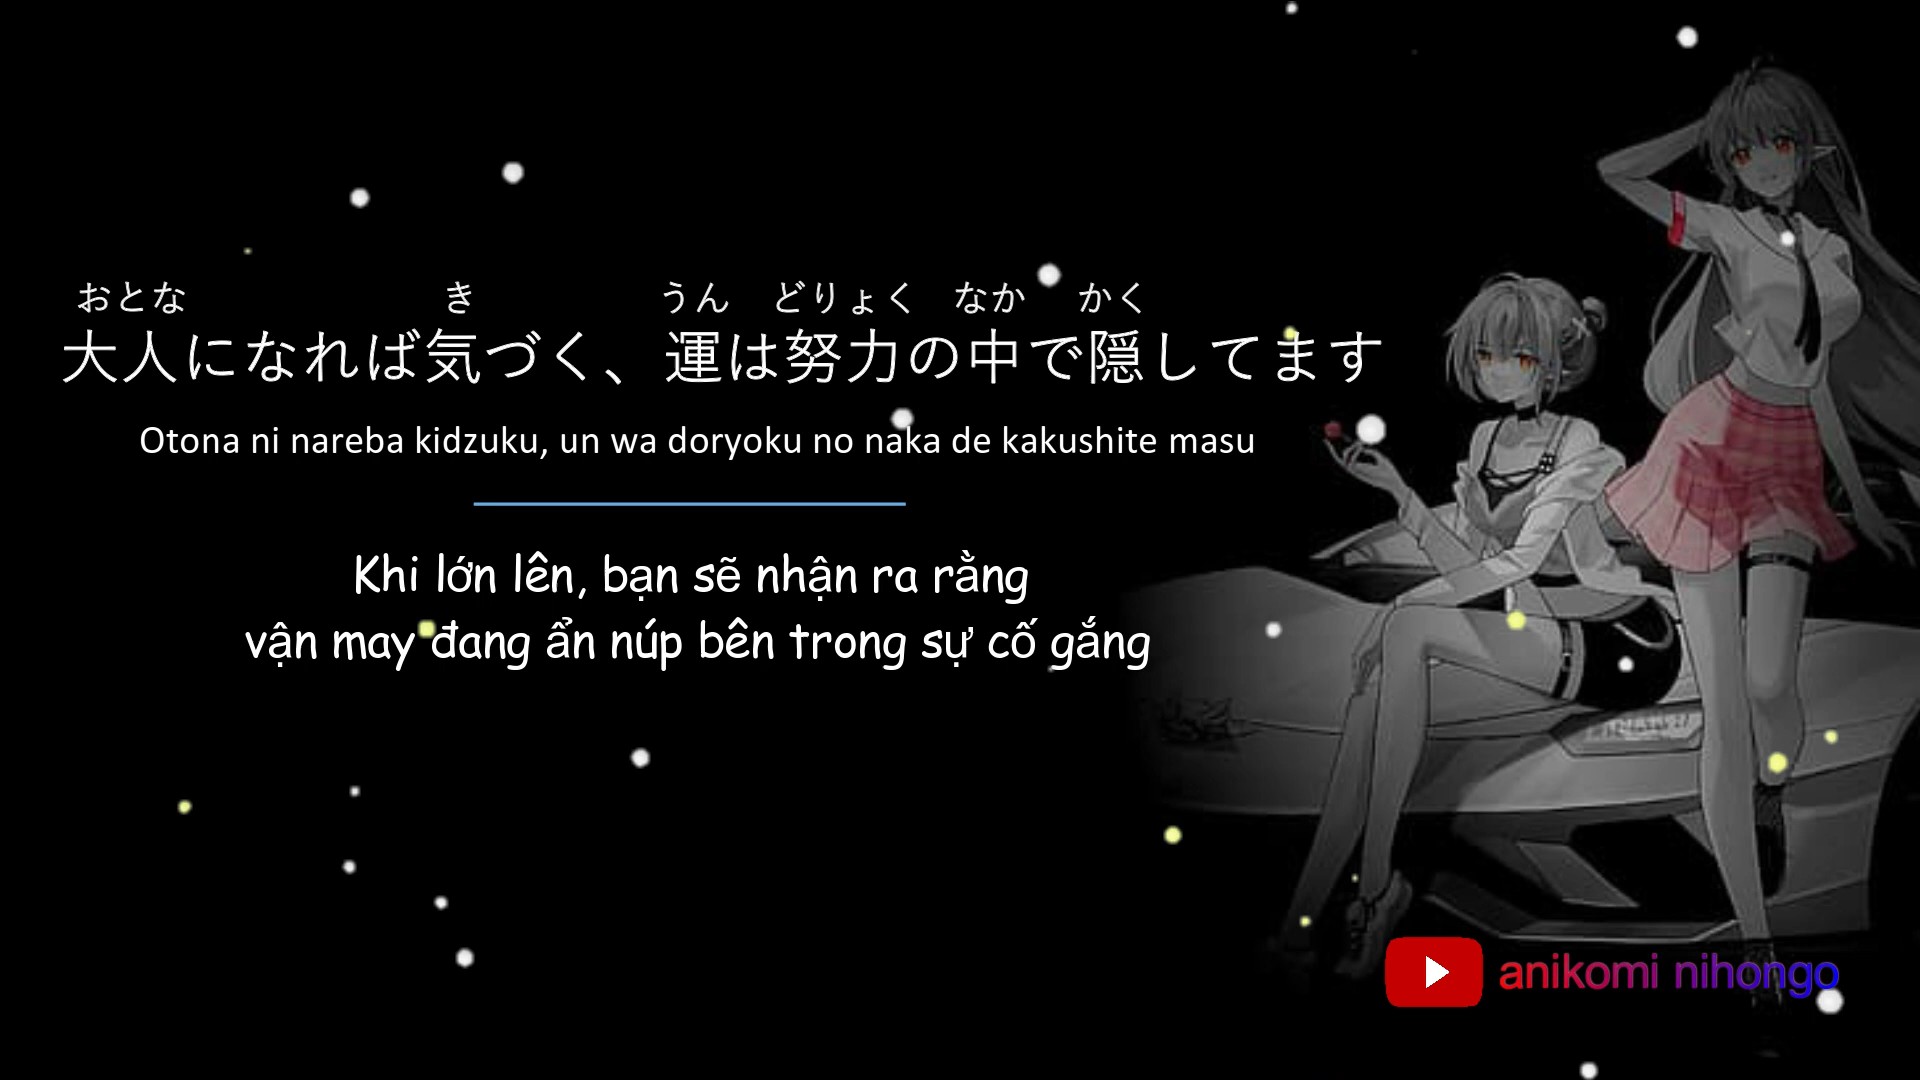 おとな き うん どりょく なか かく
大人になれば気づく、運は努力の中で隠してます
Otona ni nareba kidzuku, un wa doryoku no naka de kakushite masu
Khi lớn lên, bạn sẽ nhận ra rằng
vận may đang ẩn núp bên trong sự cố gắng
anikomi nihongo